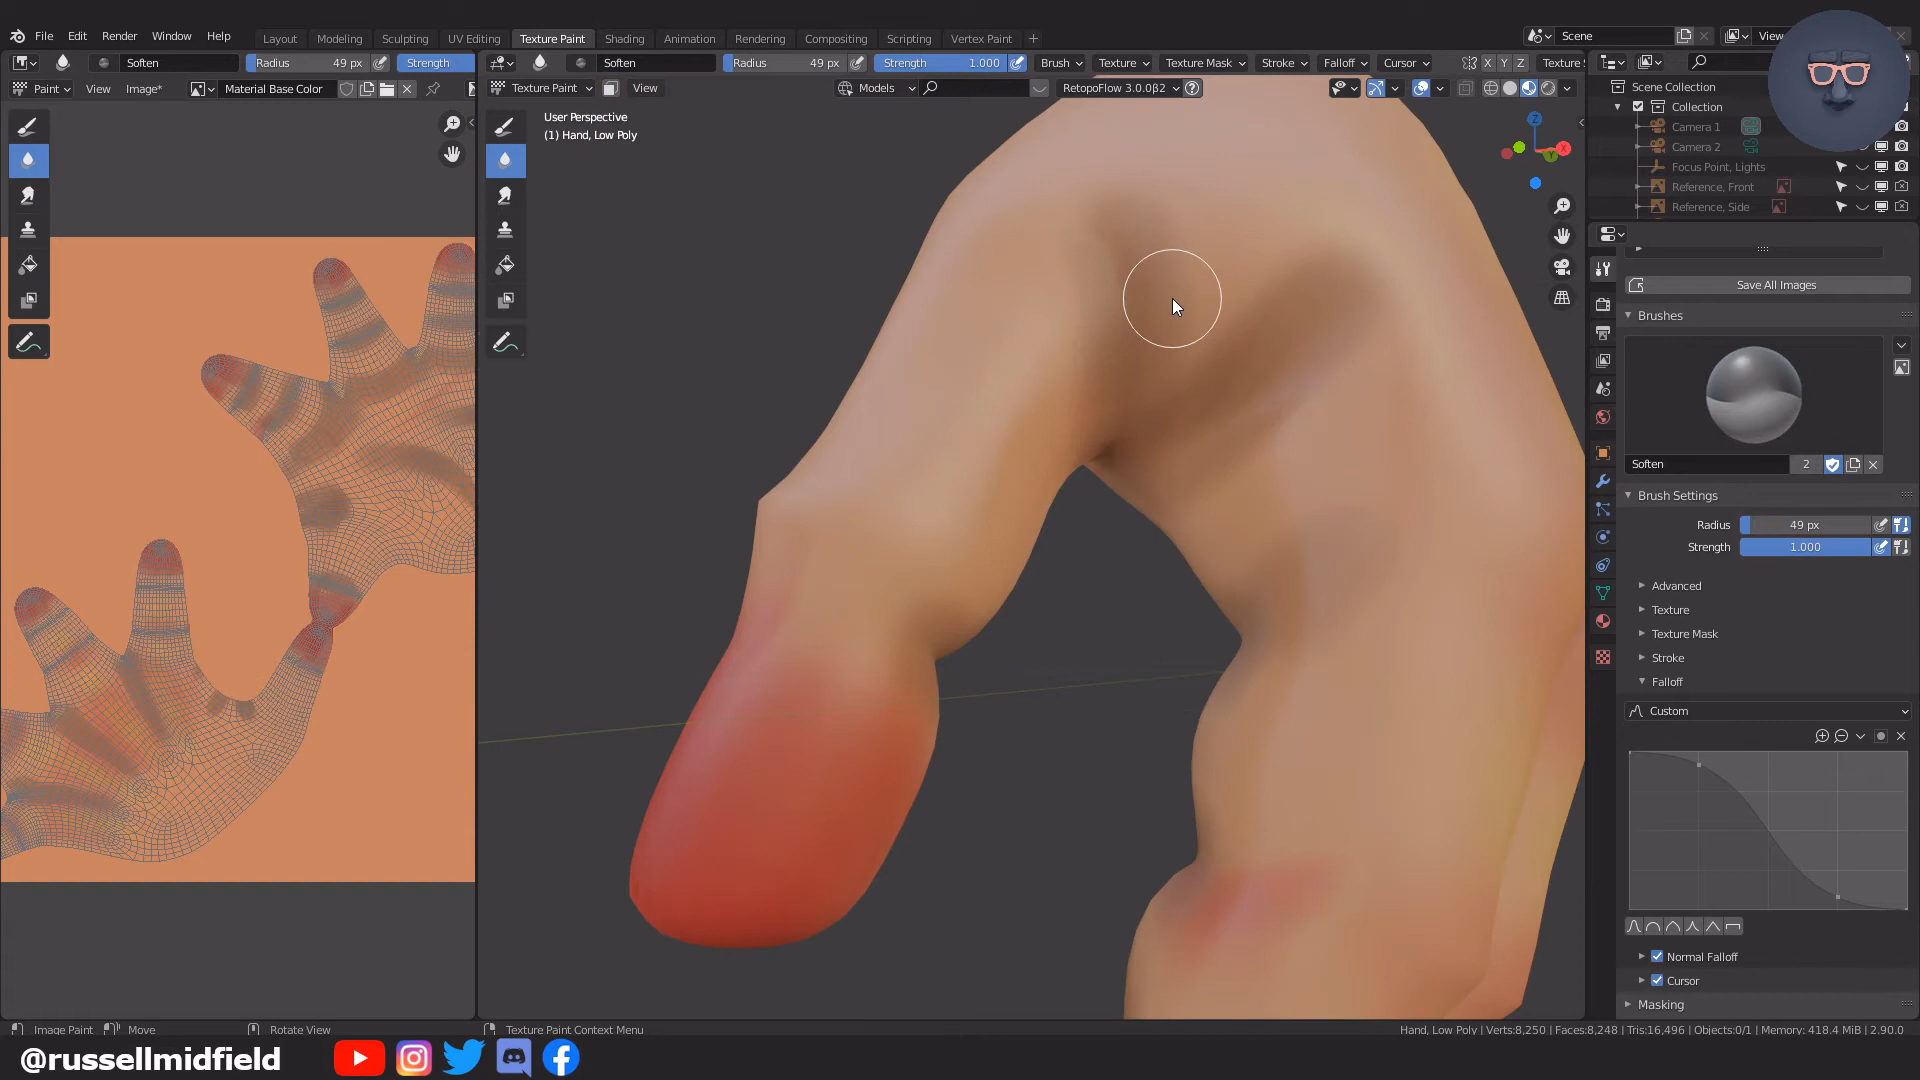 File Edit Render Window Help Layout Modeling Sculpting UV Editing Texture Paint Shading Animation Rendering Compositing Scripting Layout Vertex Paint + Scene View
Soften Radius 49 px Strength
Soften Radius 49 px Strength 1.000 Brush Texture Texture Mask Stroke Falloff Cursor X Y Z Texture
Paint View Image* Material Base Color
Texture Paint View Models RetopoFlow 3.0.0β2
User Perspective
(1) Hand, Low Poly
Z
X
Y
Scene Collection
Collection
Camera 1
Camera 2
Focus Point, Lights
Reference, Front
Reference, Side
Save All Images
Brushes
Soften 2
Brush Settings
Radius 49 px
Strength 1.000
Advanced
Texture
Texture Mask
Stroke
Falloff
Custom
Normal Falloff
Cursor
Masking
Image Paint Move Rotate View Texture Paint Context Menu Hand, Low Poly | Verts:8,250 | Faces:8,248 | Tris:16,496 | Objects:0/1 | Memory: 418.4 MiB | 2.90.0
@russellmidfield